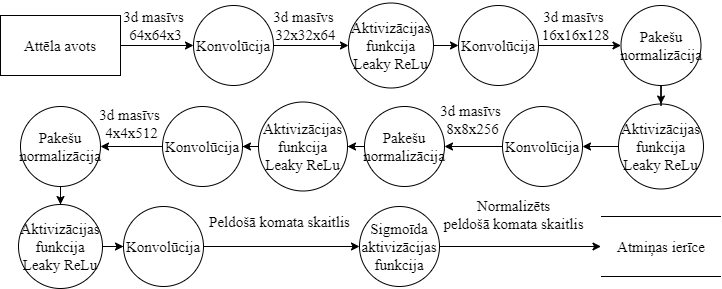 Attēla avots
3d masīvs
64x64x3
Konvolūcija
3d masīvs
32x32x64
Aktivizācijas
funkcija
Leaky ReLu
Konvolūcija
3d masīvs
16x16x128
Pakešu
normalizācija
Aktivizācijas
funkcija
Leaky ReLu
Konvolūcija
3d masīvs
8x8x256
Pakešu
normalizācija
Aktivizācijas
funkcija
Leaky ReLu
Konvolūcija
3d masīvs
4x4x512
Pakešu
normalizācija
Aktivizācijas
funkcija
Leaky ReLu
Konvolūcija
Peldošā komata skaitlis
Sigmoīda
aktivizācijas
funkcija
Normalizēts
peldošā komata skaitlis
Atmiņas ierīce